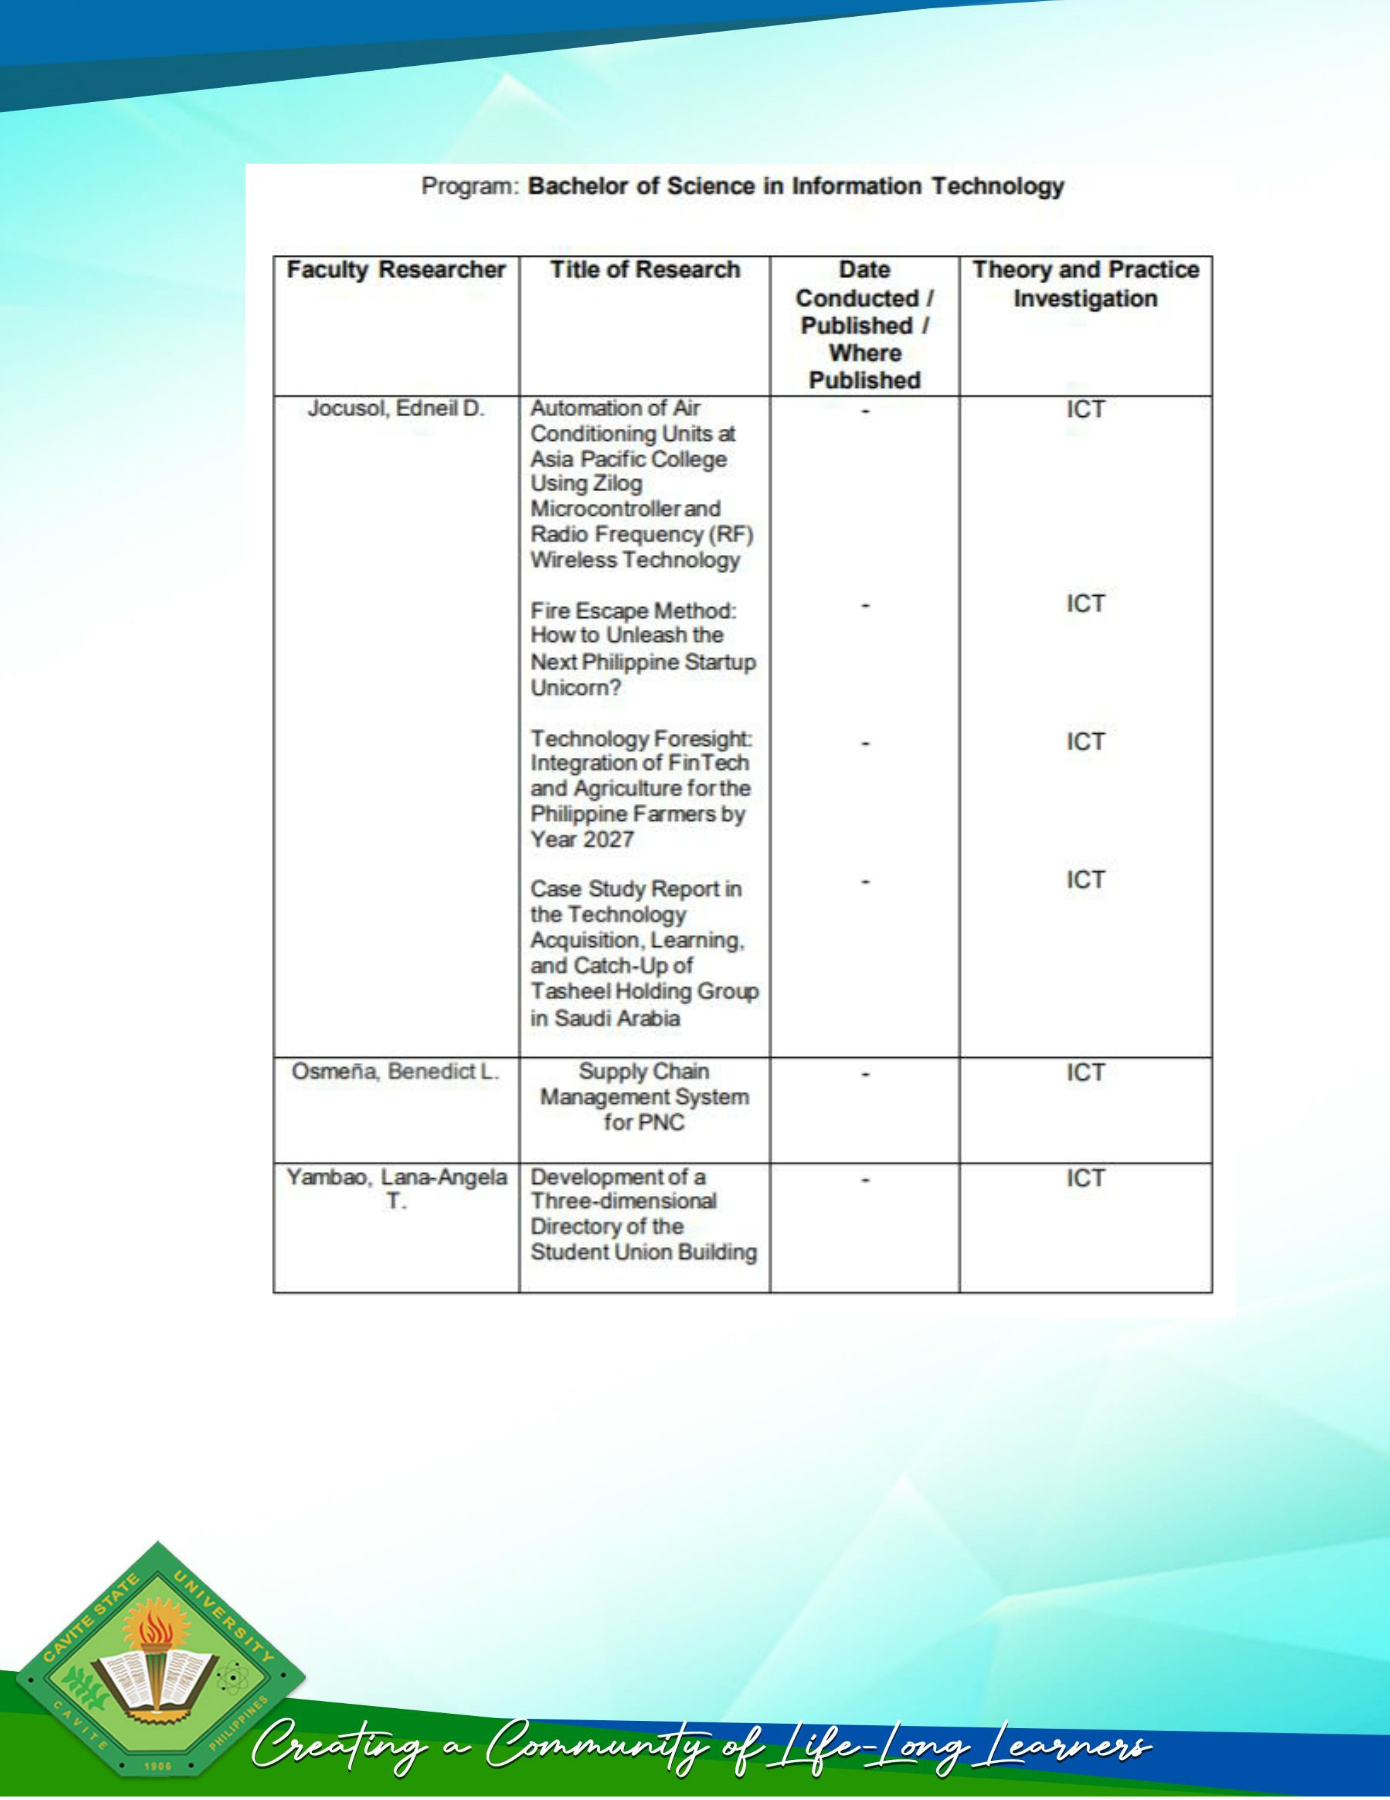 Program: Bachelor of Science in Information Technology
Faculty Researcher
Title of Research
Date
Conducted /
Published /
Where
Published
Theory and Practice
Investigation
Jocusol, Edneil D.
Automation of Air
Conditioning Units at
Asia Pacific College
Using Zilog
Microcontroller and
Radio Frequency (RF)
Wireless Technology
-
ICT
Fire Escape Method:
How to Unleash the
Next Philippine Startup
Unicorn?
-
ICT
Technology Foresight:
Integration of FinTech
and Agriculture for the
Philippine Farmers by
Year 2027
-
ICT
Case Study Report in
the Technology
Acquisition, Learning,
and Catch-Up of
Tasheel Holding Group
in Saudi Arabia
-
ICT
Osmeña, Benedict L.
Supply Chain
Management System
for PNC
-
ICT
Yambao, Lana-Angela
T.
Development of a
Three-dimensional
Directory of the
Student Union Building
-
ICT
CAVITE STATE UNIVERSITY
CAVITE
1906
PHILIPPINES
Creating a Community of Life-Long Learners